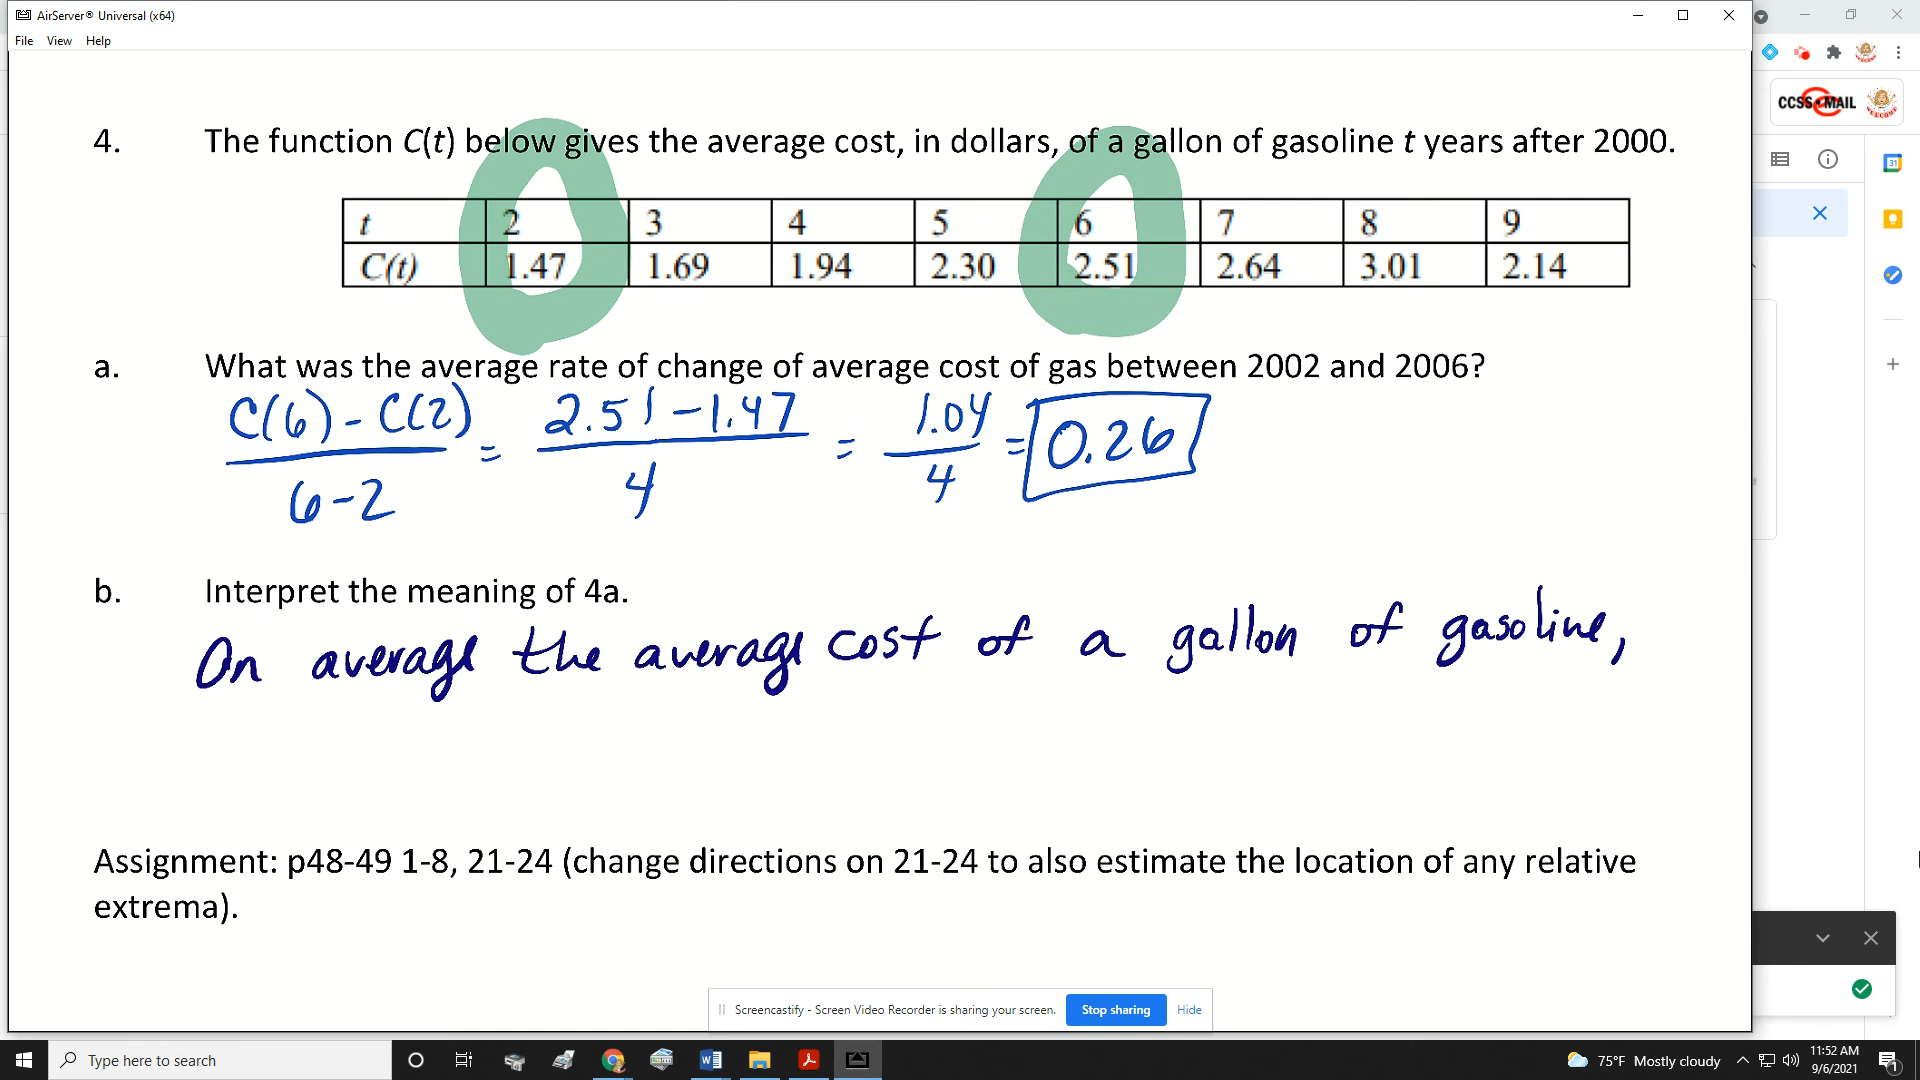 AirServer® Universal (x64)
File View Help
CCSS MAIL
WELCOME
31
4. The function C(t) below gives the average cost, in dollars, of a gallon of gasoline t years after 2000.
t 2 3 4 5 6 7 8 9
C(t) 1.47 1.69 1.94 2.30 2.51 2.64 3.01 2.14
a. What was the average rate of change of average cost of gas between 2002 and 2006?
C(6) - C(2) / 6-2 = 2.51 - 1.47 / 4 = 1.04 / 4 = 0.26
b. Interpret the meaning of 4a.
On average the average cost of a gallon of gasoline,
Assignment: p48-49 1-8, 21-24 (change directions on 21-24 to also estimate the location of any relative
extrema).
Screencastify - Screen Video Recorder is sharing your screen. Stop sharing Hide
Type here to search
75°F Mostly cloudy
11:52 AM
9/6/2021
1